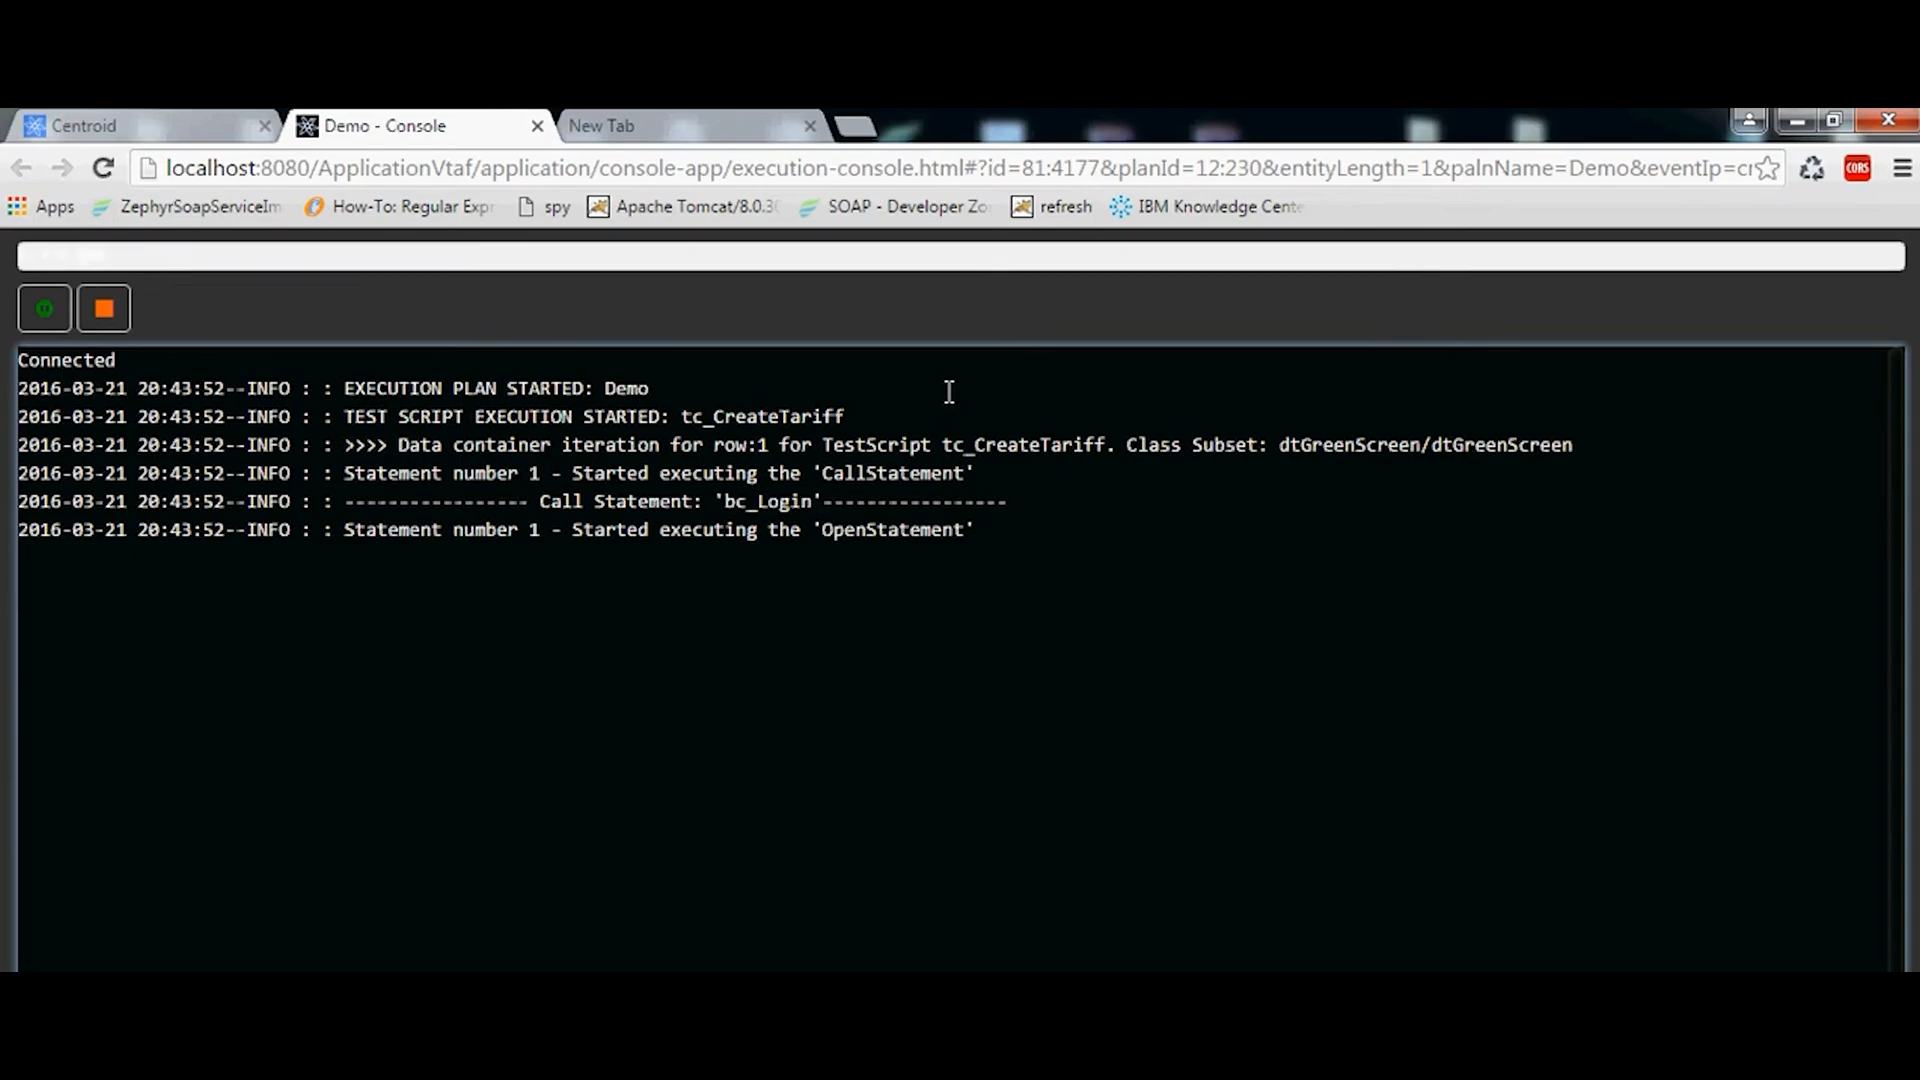 Centroid
Demo - Console
New Tab
localhost:8080/ApplicationVtaf/application/console-app/execution-console.html#?id=81:4177&planId=12:230&entityLength=1&palnName=Demo&eventIp=cr
CORS
Apps
ZephyrSoapServiceIm
How-To: Regular Expr
spy
Apache Tomcat/8.0.30
SOAP - Developer Zo
refresh
IBM Knowledge Cente
Connected
2016-03-21 20:43:52--INFO : : EXECUTION PLAN STARTED: Demo
2016-03-21 20:43:52--INFO : : TEST SCRIPT EXECUTION STARTED: tc_CreateTariff
2016-03-21 20:43:52--INFO : : >>>> Data container iteration for row:1 for TestScript tc_CreateTariff. Class Subset: dtGreenScreen/dtGreenScreen
2016-03-21 20:43:52--INFO : : Statement number 1 - Started executing the 'CallStatement'
2016-03-21 20:43:52--INFO : : ----------------- Call Statement: 'bc_Login'-----------------
2016-03-21 20:43:52--INFO : : Statement number 1 - Started executing the 'OpenStatement'